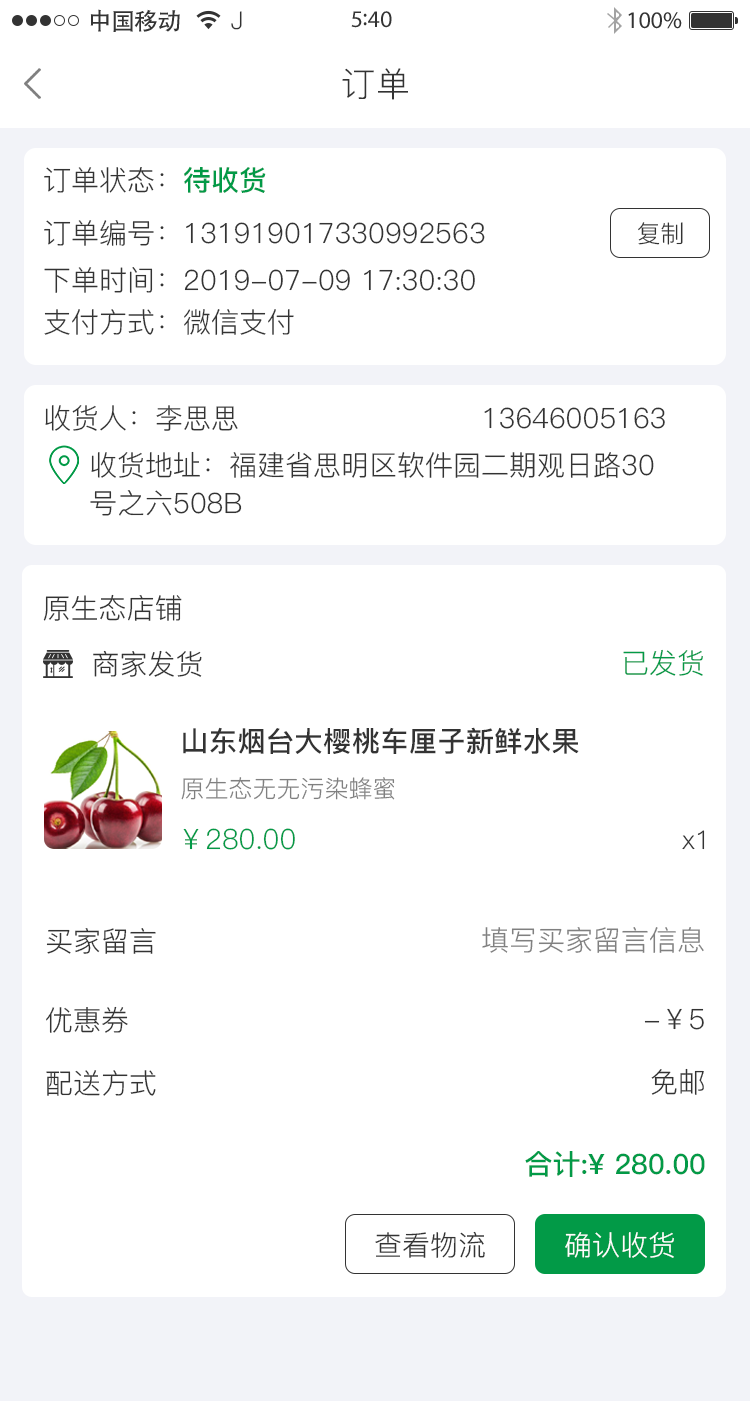 中国移动 J 5:40 100%
订单
订单状态：待收货
订单编号：131919017330992563 复制
下单时间：2019-07-09 17:30:30
支付方式：微信支付
收货人：李思思 13646005163
收货地址：福建省思明区软件园二期观日路30
号之六508B
原生态店铺
商家发货 已发货
山东烟台大樱桃车厘子新鲜水果
原生态无无污染蜂蜜
￥280.00 x1
买家留言 填写买家留言信息
优惠券 -￥5
配送方式 免邮
合计:¥ 280.00
查看物流 确认收货